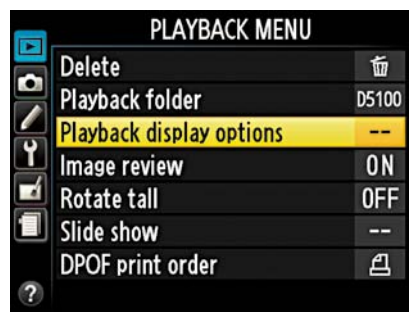 PLAYBACK MENU
Delete
Playback folder D5100
Playback display options --
Image review ON
Rotate tall OFF
Slide show --
DPOF print order
?